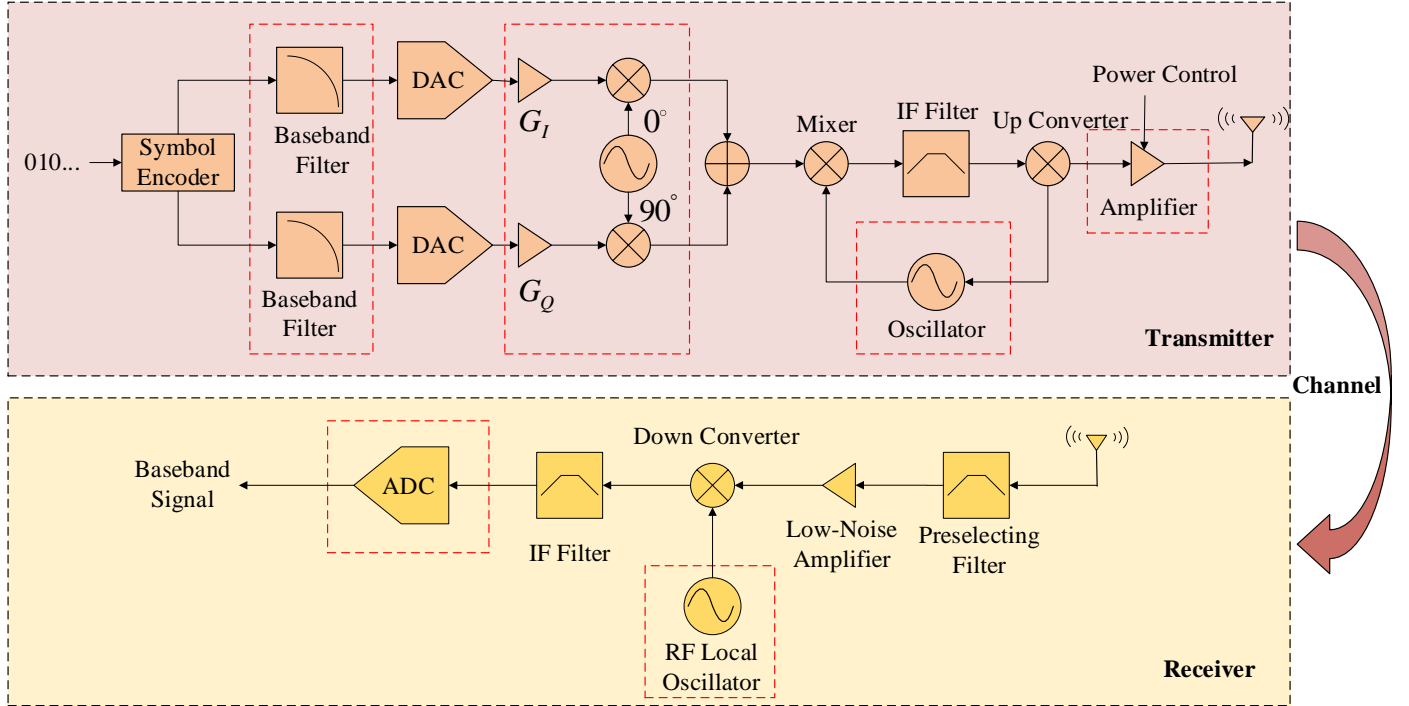 Power Control
DAC
IF Filter
Up Converter
G_I
0°
Mixer
Baseband
Filter
010...
Symbol
Encoder
90°
DAC
Amplifier
G_Q
Baseband
Filter
Oscillator
Transmitter
Channel
Down Converter
Baseband
Signal
ADC
IF Filter
Low-Noise
Amplifier
Preselecting
Filter
RF Local
Oscillator
Receiver